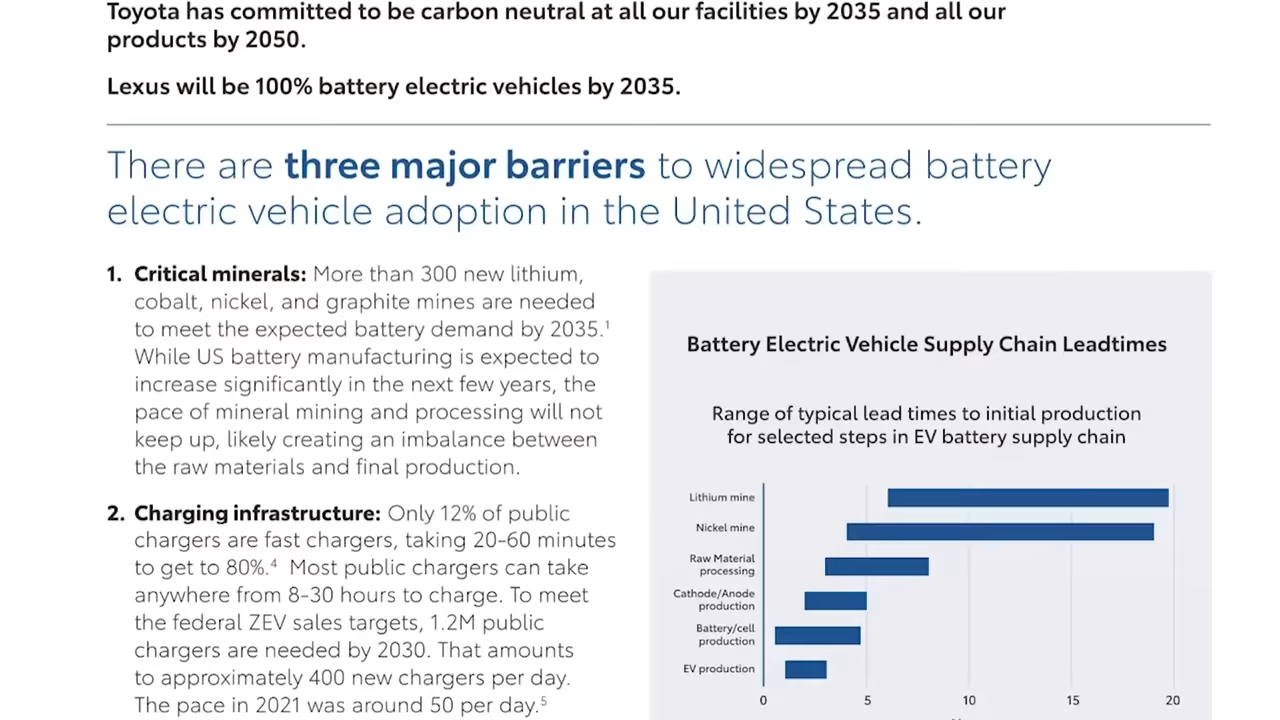 Toyota has committed to be carbon neutral at all our facilities by 2035 and all our
products by 2050.
Lexus will be 100% battery electric vehicles by 2035.
There are three major barriers to widespread battery
electric vehicle adoption in the United States.
1. Critical minerals: More than 300 new lithium,
cobalt, nickel, and graphite mines are needed
to meet the expected battery demand by 2035.¹
While US battery manufacturing is expected to
increase significantly in the next few years, the
pace of mineral mining and processing will not
keep up, likely creating an imbalance between
the raw materials and final production.
2. Charging infrastructure: Only 12% of public
chargers are fast chargers, taking 20-60 minutes
to get to 80%.⁴ Most public chargers can take
anywhere from 8-30 hours to charge. To meet
the federal ZEV sales targets, 1.2M public
chargers are needed by 2030. That amounts
to approximately 400 new chargers per day.
The pace in 2021 was around 50 per day.⁵
Battery Electric Vehicle Supply Chain Leadtimes
Range of typical lead times to initial production
for selected steps in EV battery supply chain
Lithium mine
Nickel mine
Raw Material
processing
Cathode/Anode
production
Battery/cell
production
EV production
0 5 10 15 20